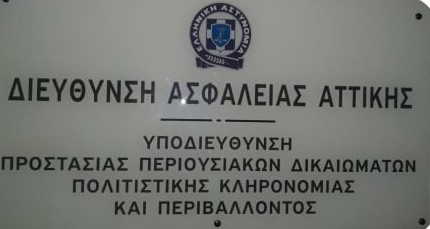 ΕΛΛΗΝΙΚΗ ΑΣΤΥΝΟΜΙΑ
ΔΙΕΥΘΥΝΣΗ ΑΣΦΑΛΕΙΑΣ ΑΤΤΙΚΗΣ
ΥΠΟΔΙΕΥΘΥΝΣΗ
ΠΡΟΣΤΑΣΙΑΣ ΠΕΡΙΟΥΣΙΑΚΩΝ ΔΙΚΑΙΩΜΑΤΩΝ
ΠΟΛΙΤΙΣΤΙΚΗΣ ΚΛΗΡΟΝΟΜΙΑΣ
ΚΑΙ ΠΕΡΙΒΑΛΛΟΝΤΟΣ